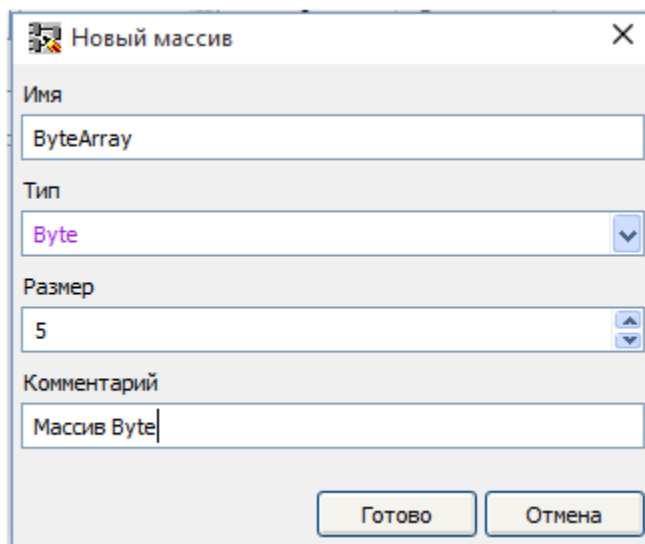 Новый массив
Имя
ByteArray
Тип
Byte
Размер
5
Комментарий
Массив Byte
Готово Отмена